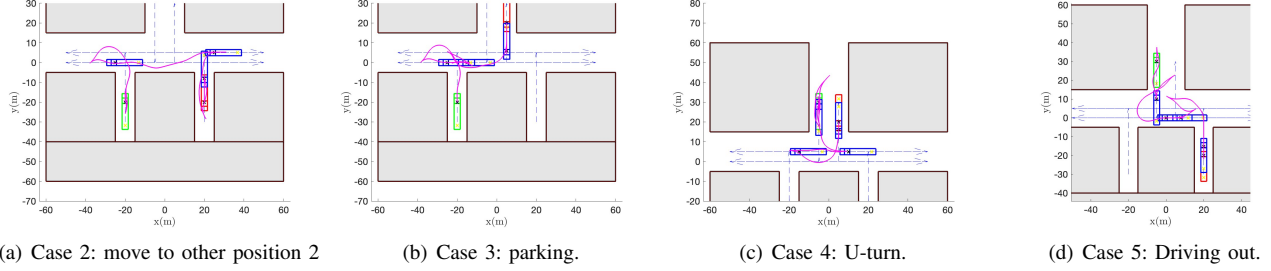 30
20
10
0
-10
-20
-30
-40
-50
-60
-70
y(m)
-60 -40 -20 0 20 40 60
x(m)
(a) Case 2: move to other position 2
30
20
10
0
-10
-20
-30
-40
-50
-60
-70
y(m)
-60 -40 -20 0 20 40 60
x(m)
(b) Case 3: parking.
80
70
60
50
40
30
20
10
0
-10
-20
y(m)
-60 -40 -20 0 20 40 60
x(m)
(c) Case 4: U-turn.
60
50
40
30
20
10
0
-10
-20
-30
-40
y(m)
-40 -20 0 20 40
x(m)
(d) Case 5: Driving out.